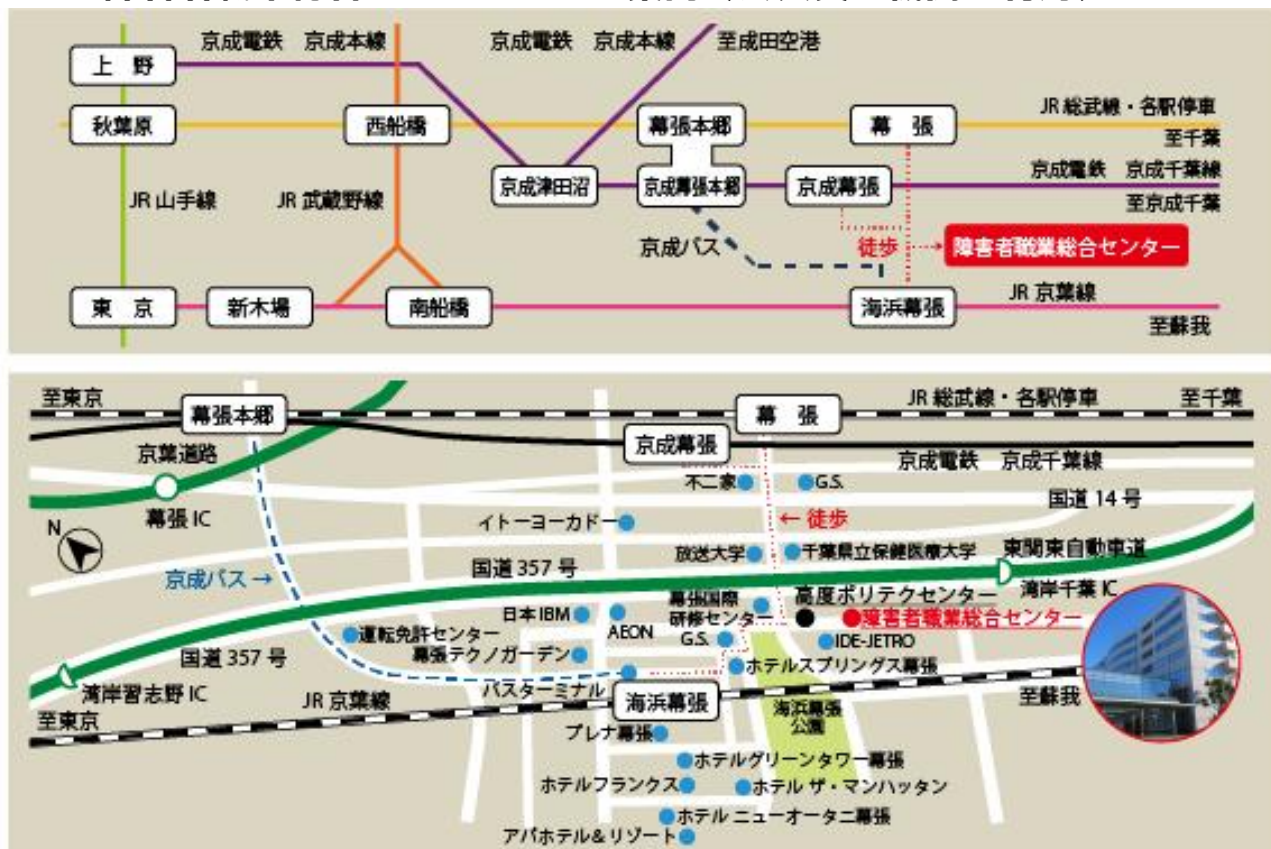 京成電鉄 京成本線
京成電鉄 京成本線
至成田空港
上 野
JR 総武線・各駅停車
秋葉原
西船橋
幕張本郷
幕 張
至千葉
京成津田沼
京成幕張本郷
京成幕張
京成電鉄 京成千葉線
至京成千葉
JR 山手線
JR 武蔵野線
京成バス
徒歩
障害者職業総合センター
東 京
新木場
南船橋
海浜幕張
JR 京葉線
至蘇我
至東京
幕張本郷
幕 張
JR 総武線・各駅停車
至千葉
京成幕張
京葉道路
京成電鉄 京成千葉線
不二家
G.S.
国道 14 号
幕張 IC
N
イトーヨーカドー
← 徒歩
放送大学
千葉県立保健医療大学
東関東自動車道
京成バス →
国道 357 号
湾岸千葉 IC
高度ポリテクセンター
幕張国際
研修センター
障害者職業総合センター
日本 IBM
AEON
G.S.
IDE-JETRO
運転免許センター
幕張テクノガーデン
国道 357 号
ホテルスプリングス幕張
バスターミナル
湾岸習志野 IC
JR 京葉線
海浜幕張
至蘇我
至東京
海浜幕張
公園
プレナ幕張
ホテルグリーンタワー幕張
ホテルフランクス
ホテル ザ・マンハッタン
ホテル ニューオータニ幕張
アパホテル＆リゾート